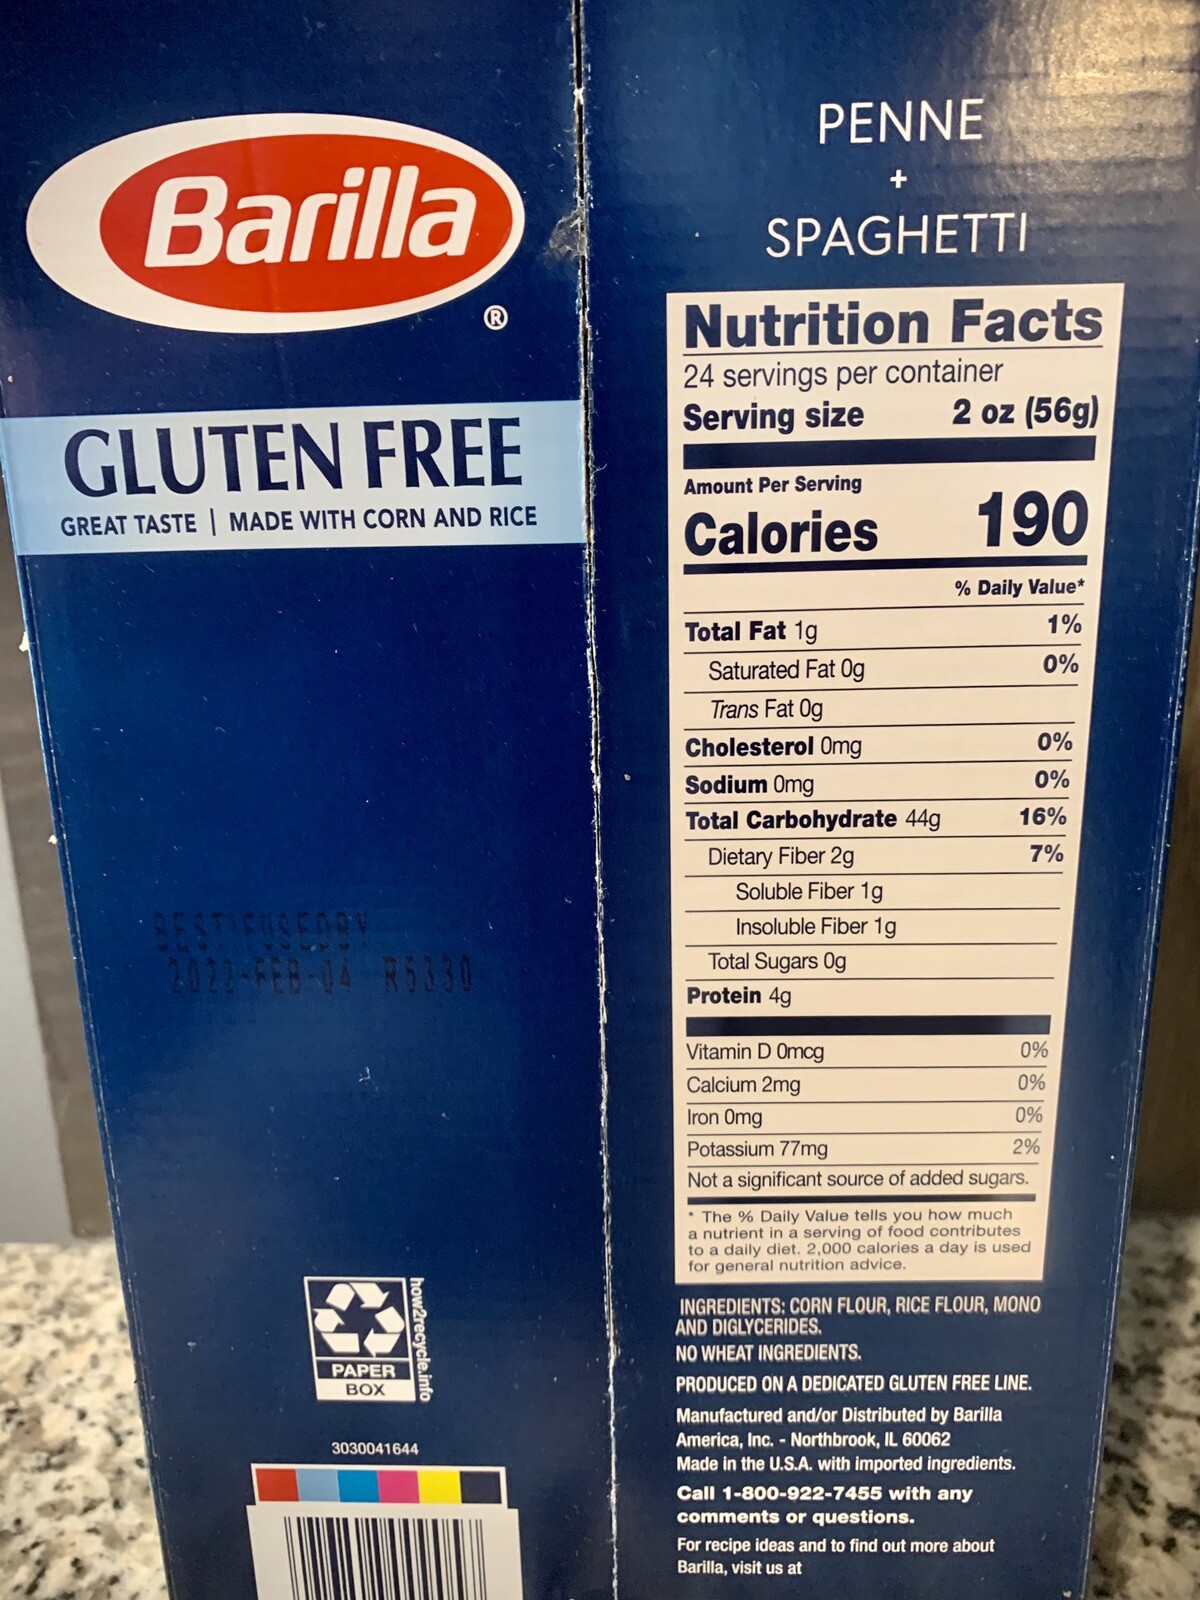 Barilla
®
GLUTEN FREE
GREAT TASTE | MADE WITH CORN AND RICE
BEST IF USED BY
2022-FEB-04 R5330
how2recycle.info
PAPER
BOX
3030041644
PENNE
+
SPAGHETTI
Nutrition Facts
24 servings per container
Serving size 2 oz (56g)
Amount Per Serving
Calories 190
% Daily Value*
Total Fat 1g 1%
Saturated Fat 0g 0%
Trans Fat 0g
Cholesterol 0mg 0%
Sodium 0mg 0%
Total Carbohydrate 44g 16%
Dietary Fiber 2g 7%
Soluble Fiber 1g
Insoluble Fiber 1g
Total Sugars 0g
Protein 4g
Vitamin D 0mcg 0%
Calcium 2mg 0%
Iron 0mg 0%
Potassium 77mg 2%
Not a significant source of added sugars.
* The % Daily Value tells you how much
a nutrient in a serving of food contributes
to a daily diet. 2,000 calories a day is used
for general nutrition advice.
INGREDIENTS: CORN FLOUR, RICE FLOUR, MONO
AND DIGLYCERIDES.
NO WHEAT INGREDIENTS.
PRODUCED ON A DEDICATED GLUTEN FREE LINE.
Manufactured and/or Distributed by Barilla
America, Inc. - Northbrook, IL 60062
Made in the U.S.A. with imported ingredients.
Call 1-800-922-7455 with any
comments or questions.
For recipe ideas and to find out more about
Barilla, visit us at